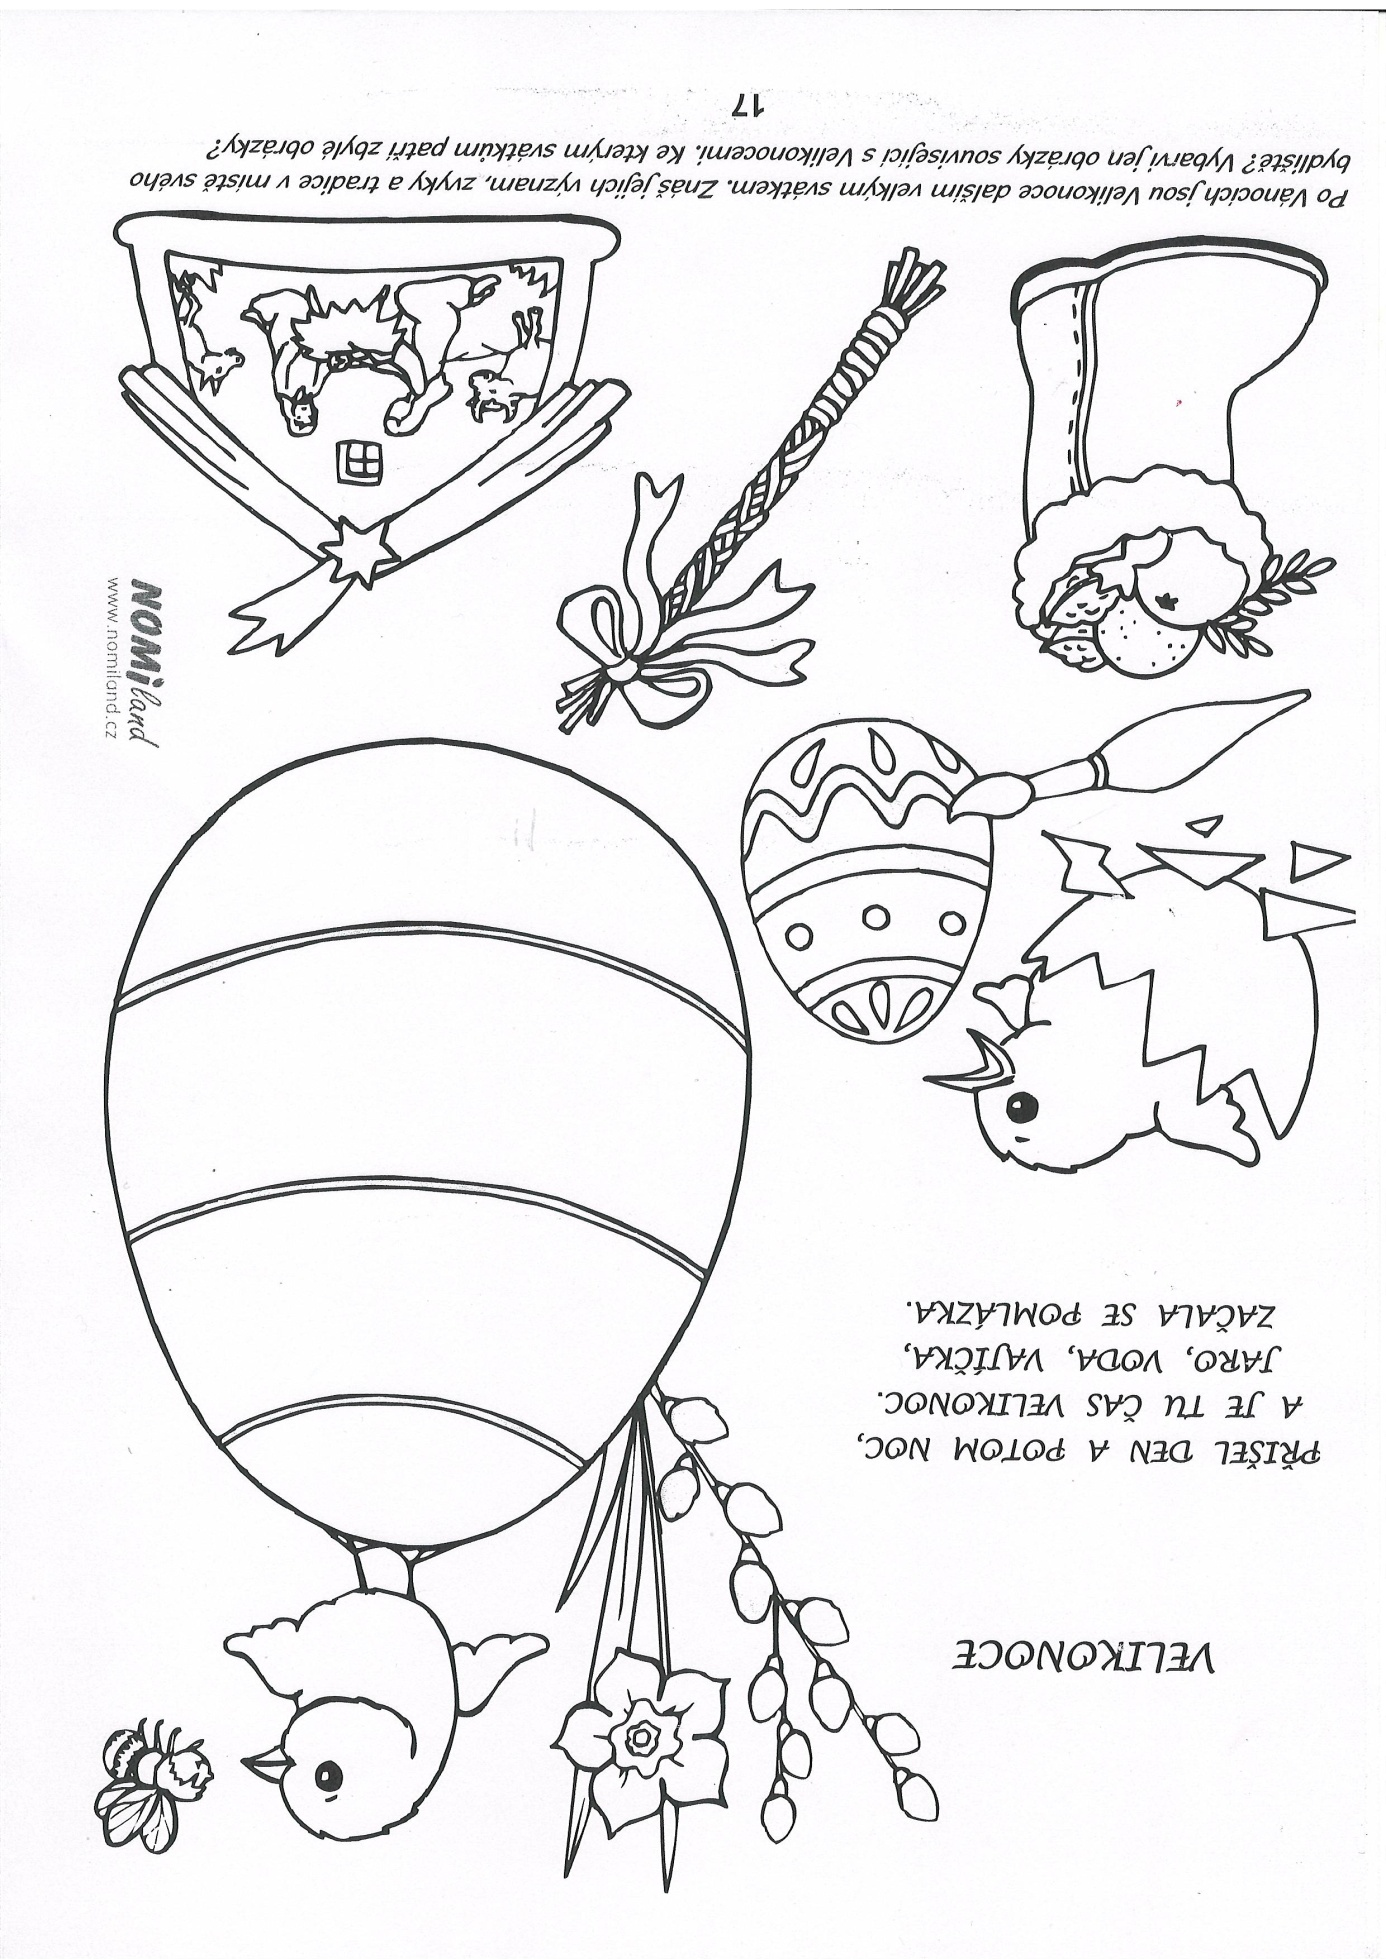 VELIKONOCE
PŘIŠEL DEN A POTOM NOC,
A JE TU ČAS VELIKONOC.
JARO, VODA, VAJÍČKA,
ZAČALA SE POMLÁZKA.
NOMiland
www.nomiland.cz
Po Vánocích jsou Velikonoce dalším velkým svátkem. Znáš jejich význam, zvyky a tradice v místě svého
bydliště? Vybarvi jen obrázky související s Velikonocemi. Ke kterým svátkům patří zbylé obrázky?
17